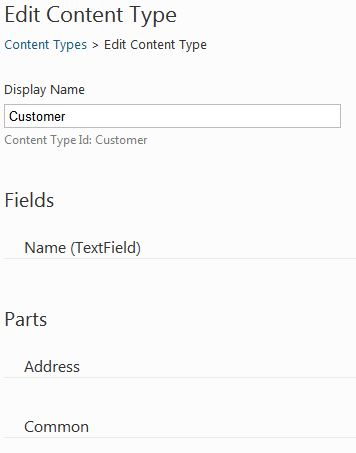 Edit Content Type
Content Types > Edit Content Type
Display Name
Customer
Content Type Id: Customer
Fields
Name (TextField)
Parts
Address
Common